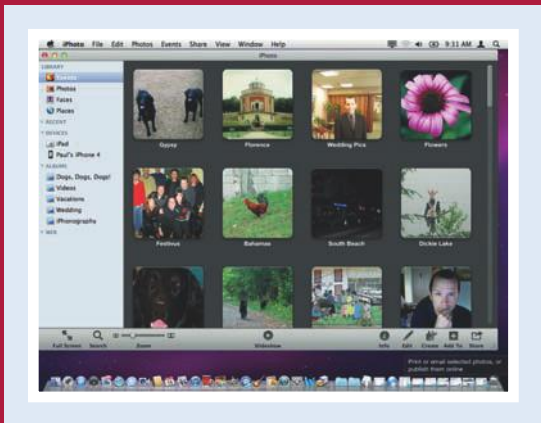 iPhoto File Edit Photos Events Share View Window Help 9:11 AM
iPhoto
LIBRARY
Events
Photos
Faces
Places
RECENT
DEVICES
iPad
Paul's iPhone 4
ALBUMS
Dogs, Dogs, Dogs!
Videos
Vacations
Wedding
iPhonographs
WEB
Gypsy Florence Wedding Pics Flowers
Festivus Bahamas South Beach Dickie Lake
Full Screen Search Zoom Slideshow Info Edit Create Add To Share
Print or email selected photos, or
publish them online